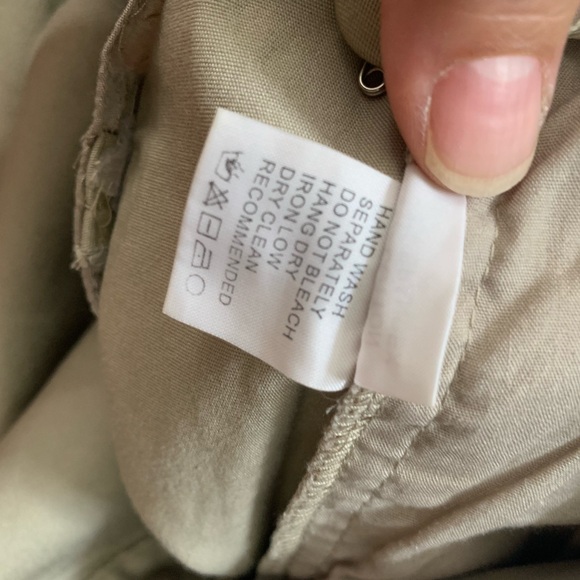 HAND WASH
SEPARATELY
DO NOT BLEACH
HANG DRY
IRON LOW
DRY CLEAN
RECOMMENDED